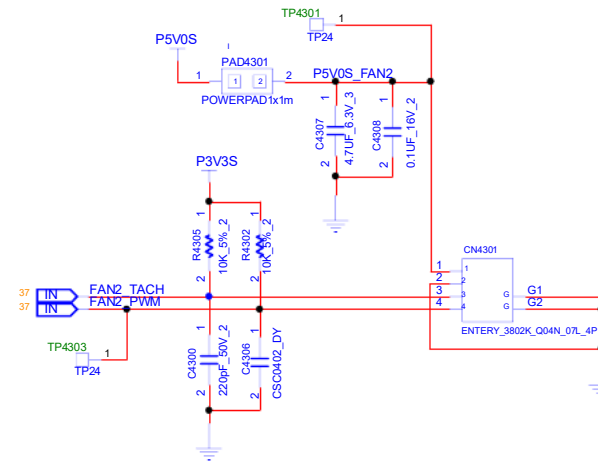 TP4301
1
TP24
P5V0S
PAD4301
1
1
2
2
P5V0S_FAN2
POWERPAD1x1m
1
C4307
4.7UF_6.3V_3
2
1
C4308
0.1UF_16V_2
2
P3V3S
1
R4305
10K_5%_2
2
1
R4302
10K_5%_2
2
CN4301
1
1
2
2
37
IN
FAN2_TACH
3
3
G
G1
37
IN
FAN2_PWM
4
4
G
G2
ENTERY_3802K_Q04N_07L_4P
TP4303
1
TP24
1
C4300
220pF_50V_2
2
1
C4306
CSC0402_DY
2